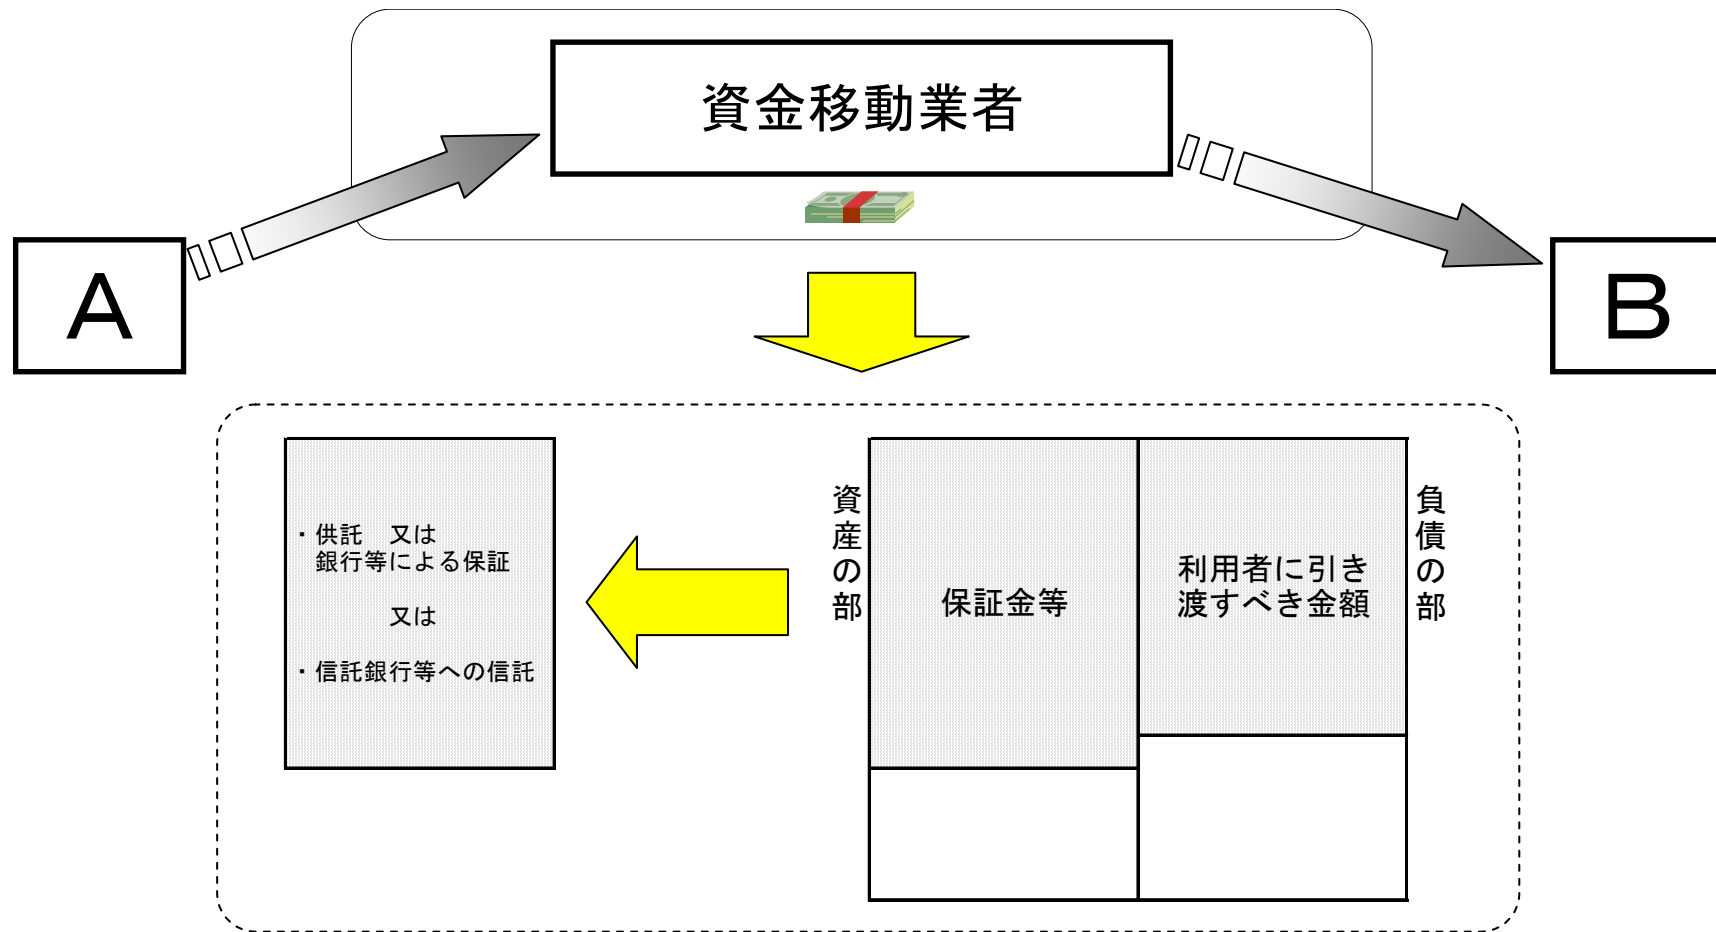 資金移動業者
A
B
・供託　又は
銀行等による保証
又は
・信託銀行等への信託
資産の部
保証金等
利用者に引き
渡すべき金額
負債の部